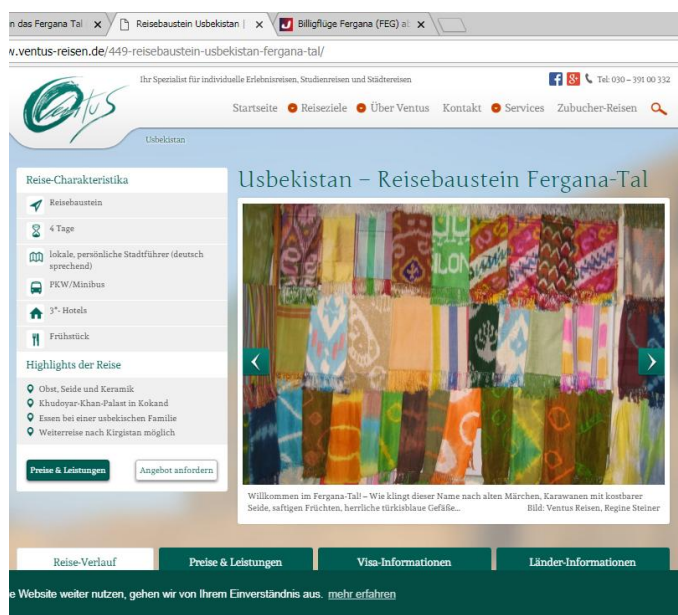 n das Fergana Tal
Reisebaustein Usbekistan |
Billigflüge Fergana (FEG) ab
w.ventus-reisen.de/449-reisebaustein-usbekistan-fergana-tal/
Ihr Spezialist für individuelle Erlebnisreisen, Studienreisen und Städtereisen
Tel: 030 – 391 00 332
Ventus
Startseite Reiseziele Über Ventus Kontakt Services Zubucher-Reisen
Usbekistan
Reise-Charakteristika
Reisebaustein
4 Tage
lokale, persönliche Stadtführer (deutsch
sprechend)
PKW/Minibus
3*- Hotels
Frühstück
Highlights der Reise
Obst, Seide und Keramik
Khudoyar-Khan-Palast in Kokand
Essen bei einer usbekischen Familie
Weiterreise nach Kirgistan möglich
Preise & Leistungen
Angebot anfordern
Usbekistan – Reisebaustein Fergana-Tal
Willkommen im Fergana-Tal! – Wie klingt dieser Name nach alten Märchen, Karawanen mit kostbarer
Seide, saftigen Früchten, herrliche türkisblaue Gefäße...
Bild: Ventus Reisen, Regine Steiner
Reise-Verlauf
Preise & Leistungen
Visa-Informationen
Länder-Informationen
e Website weiter nutzen, gehen wir von Ihrem Einverständnis aus. mehr erfahren